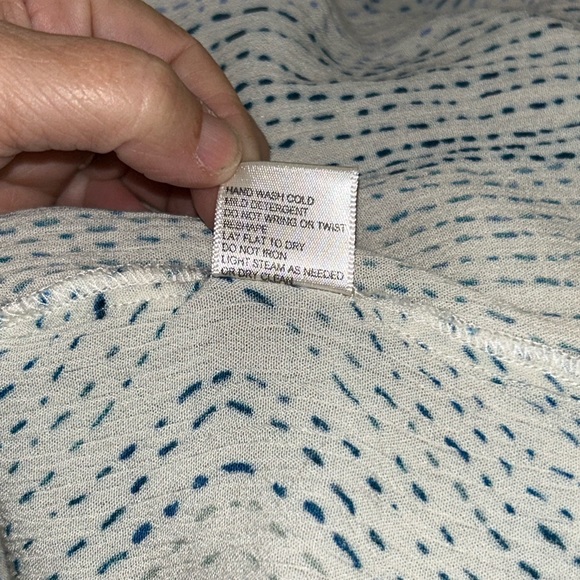 HAND WASH COLD
MILD DETERGENT
DO NOT WRING OR TWIST
RESHAPE
LAY FLAT TO DRY
DO NOT IRON
LIGHT STEAM AS NEEDED
OR DRY CLEAN